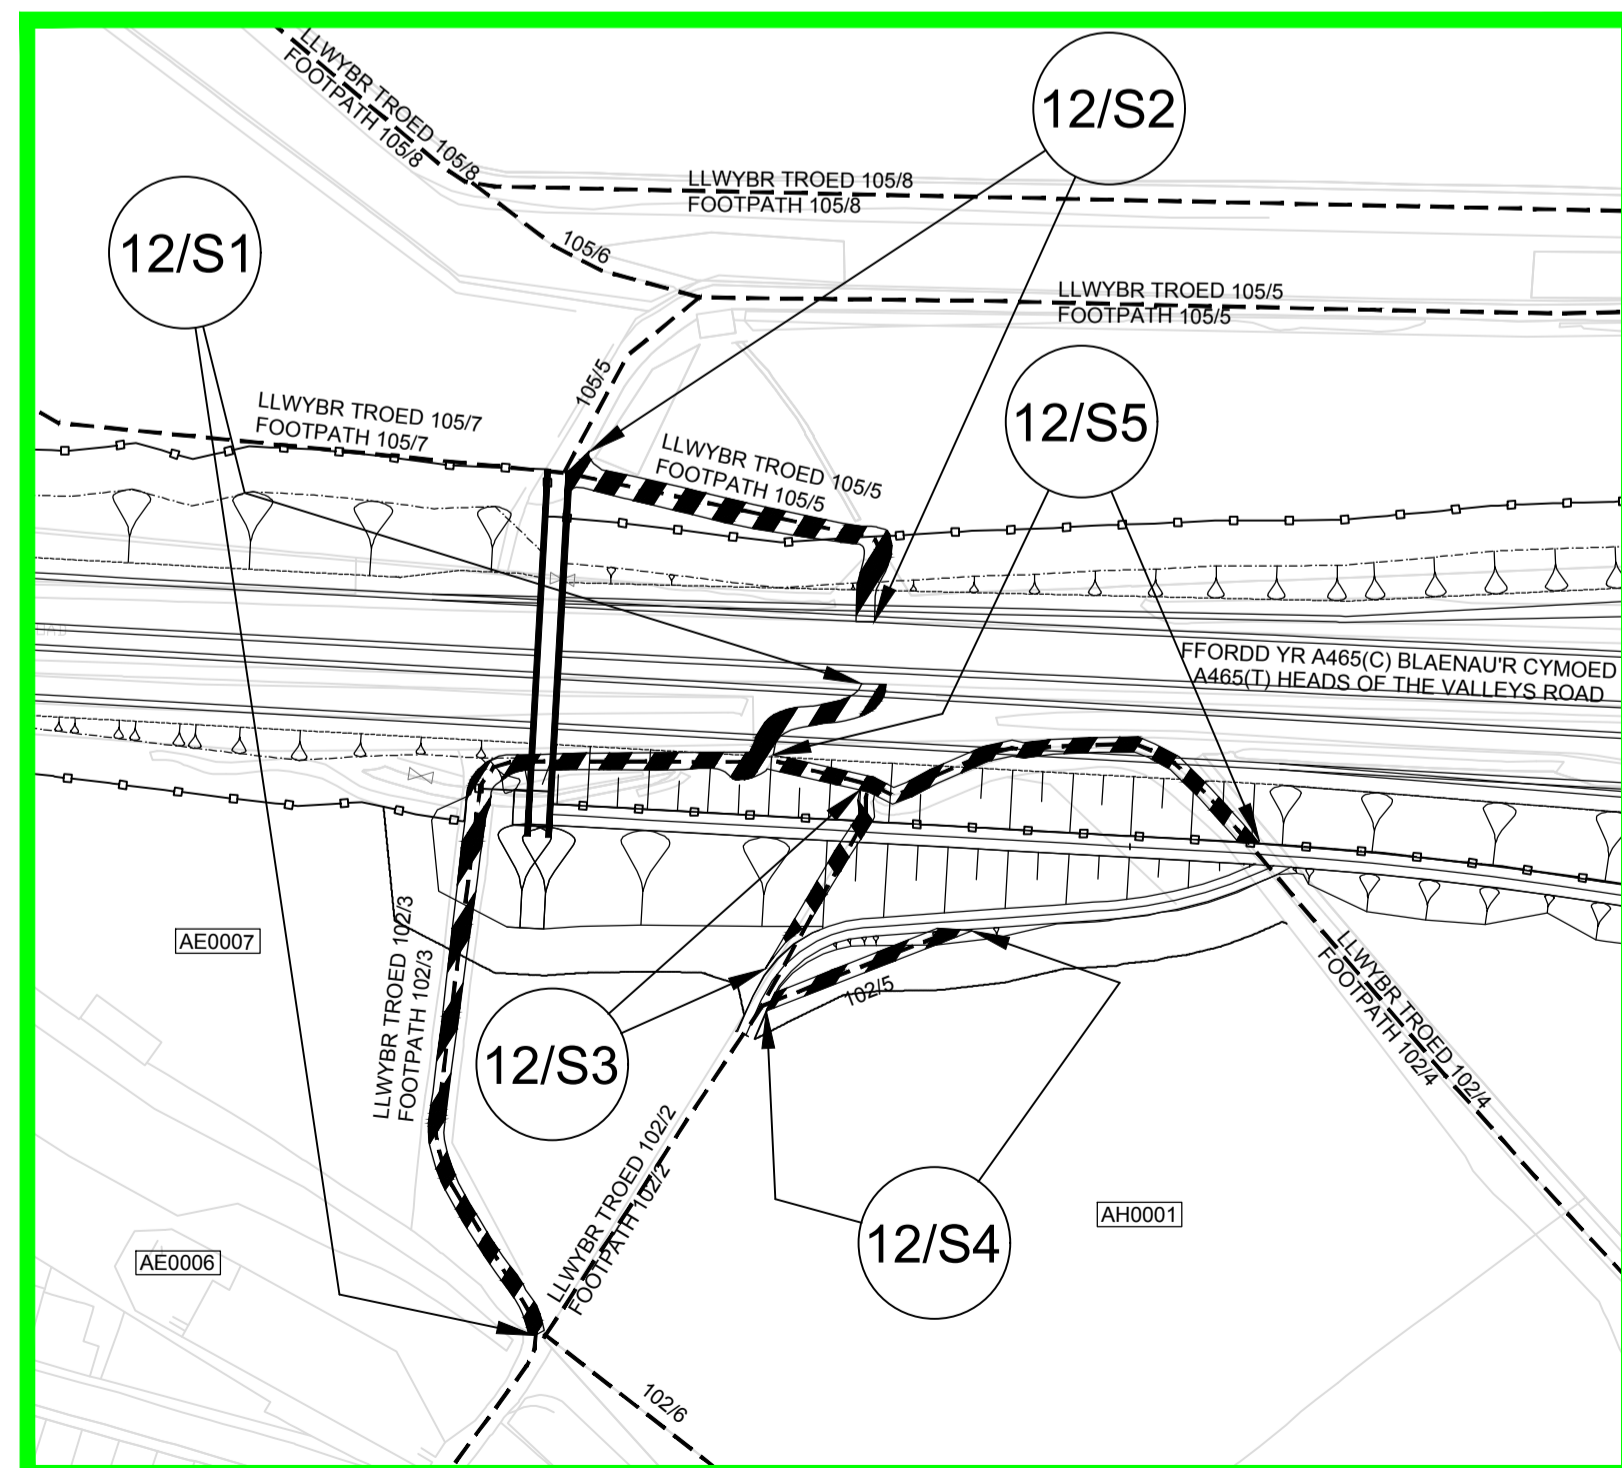 LLWYBR TROED 105/8
FOOTPATH 105/8
12/S2
LLWYBR TROED 105/8
FOOTPATH 105/8
12/S1
105/6
LLWYBR TROED 105/5
FOOTPATH 105/5
105/5
12/S5
LLWYBR TROED 105/7
FOOTPATH 105/7
LLWYBR TROED 105/5
FOOTPATH 105/5
FFORDD YR A465(C) BLAENAU'R CYMOED
A465(T) HEADS OF THE VALLEYS ROAD
AE0007
LLWYBR TROED 102/3
FOOTPATH 102/3
102/5
LLWYBR TROED 102/4
FOOTPATH 102/4
12/S3
LLWYBR TROED 102/2
FOOTPATH 102/2
12/S4
AH0001
AE0006
102/6